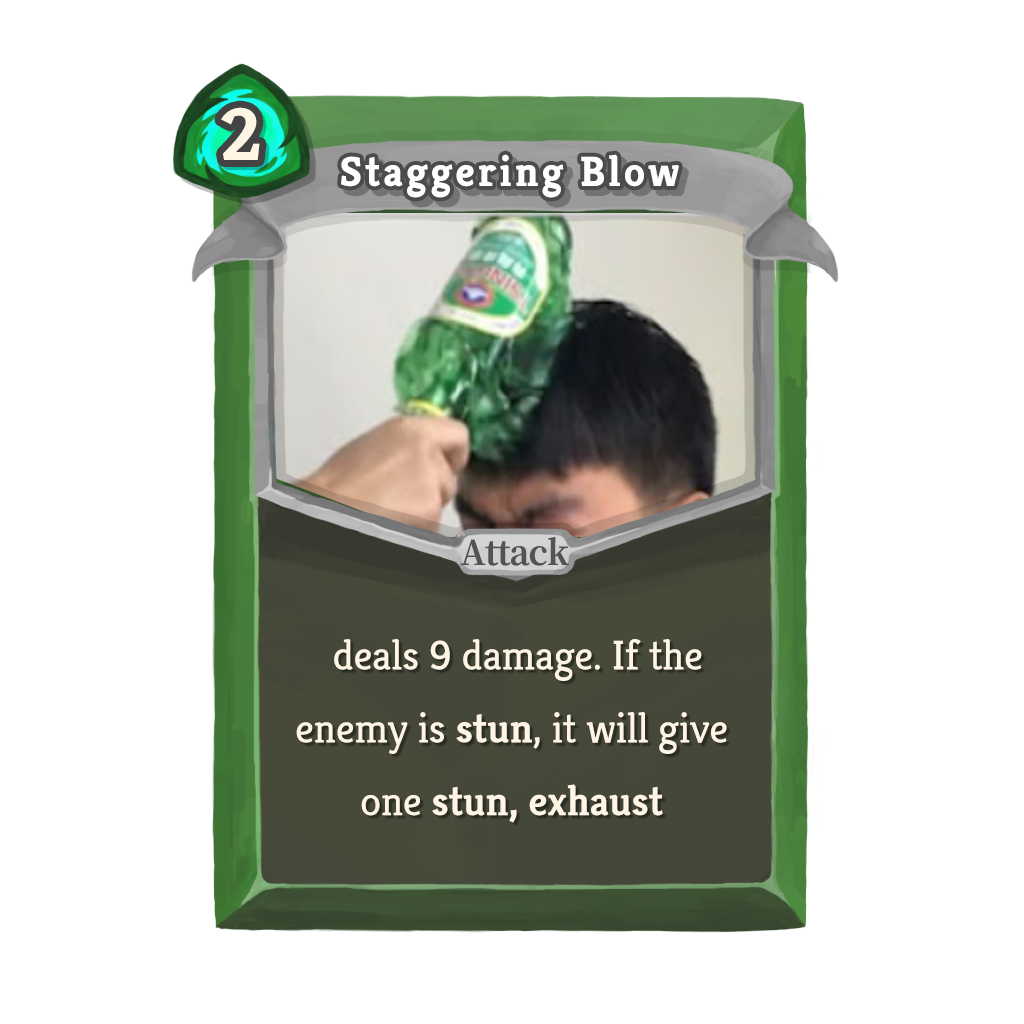 2
Staggering Blow
Attack
deals 9 damage. If the
enemy is stun, it will give
one stun, exhaust